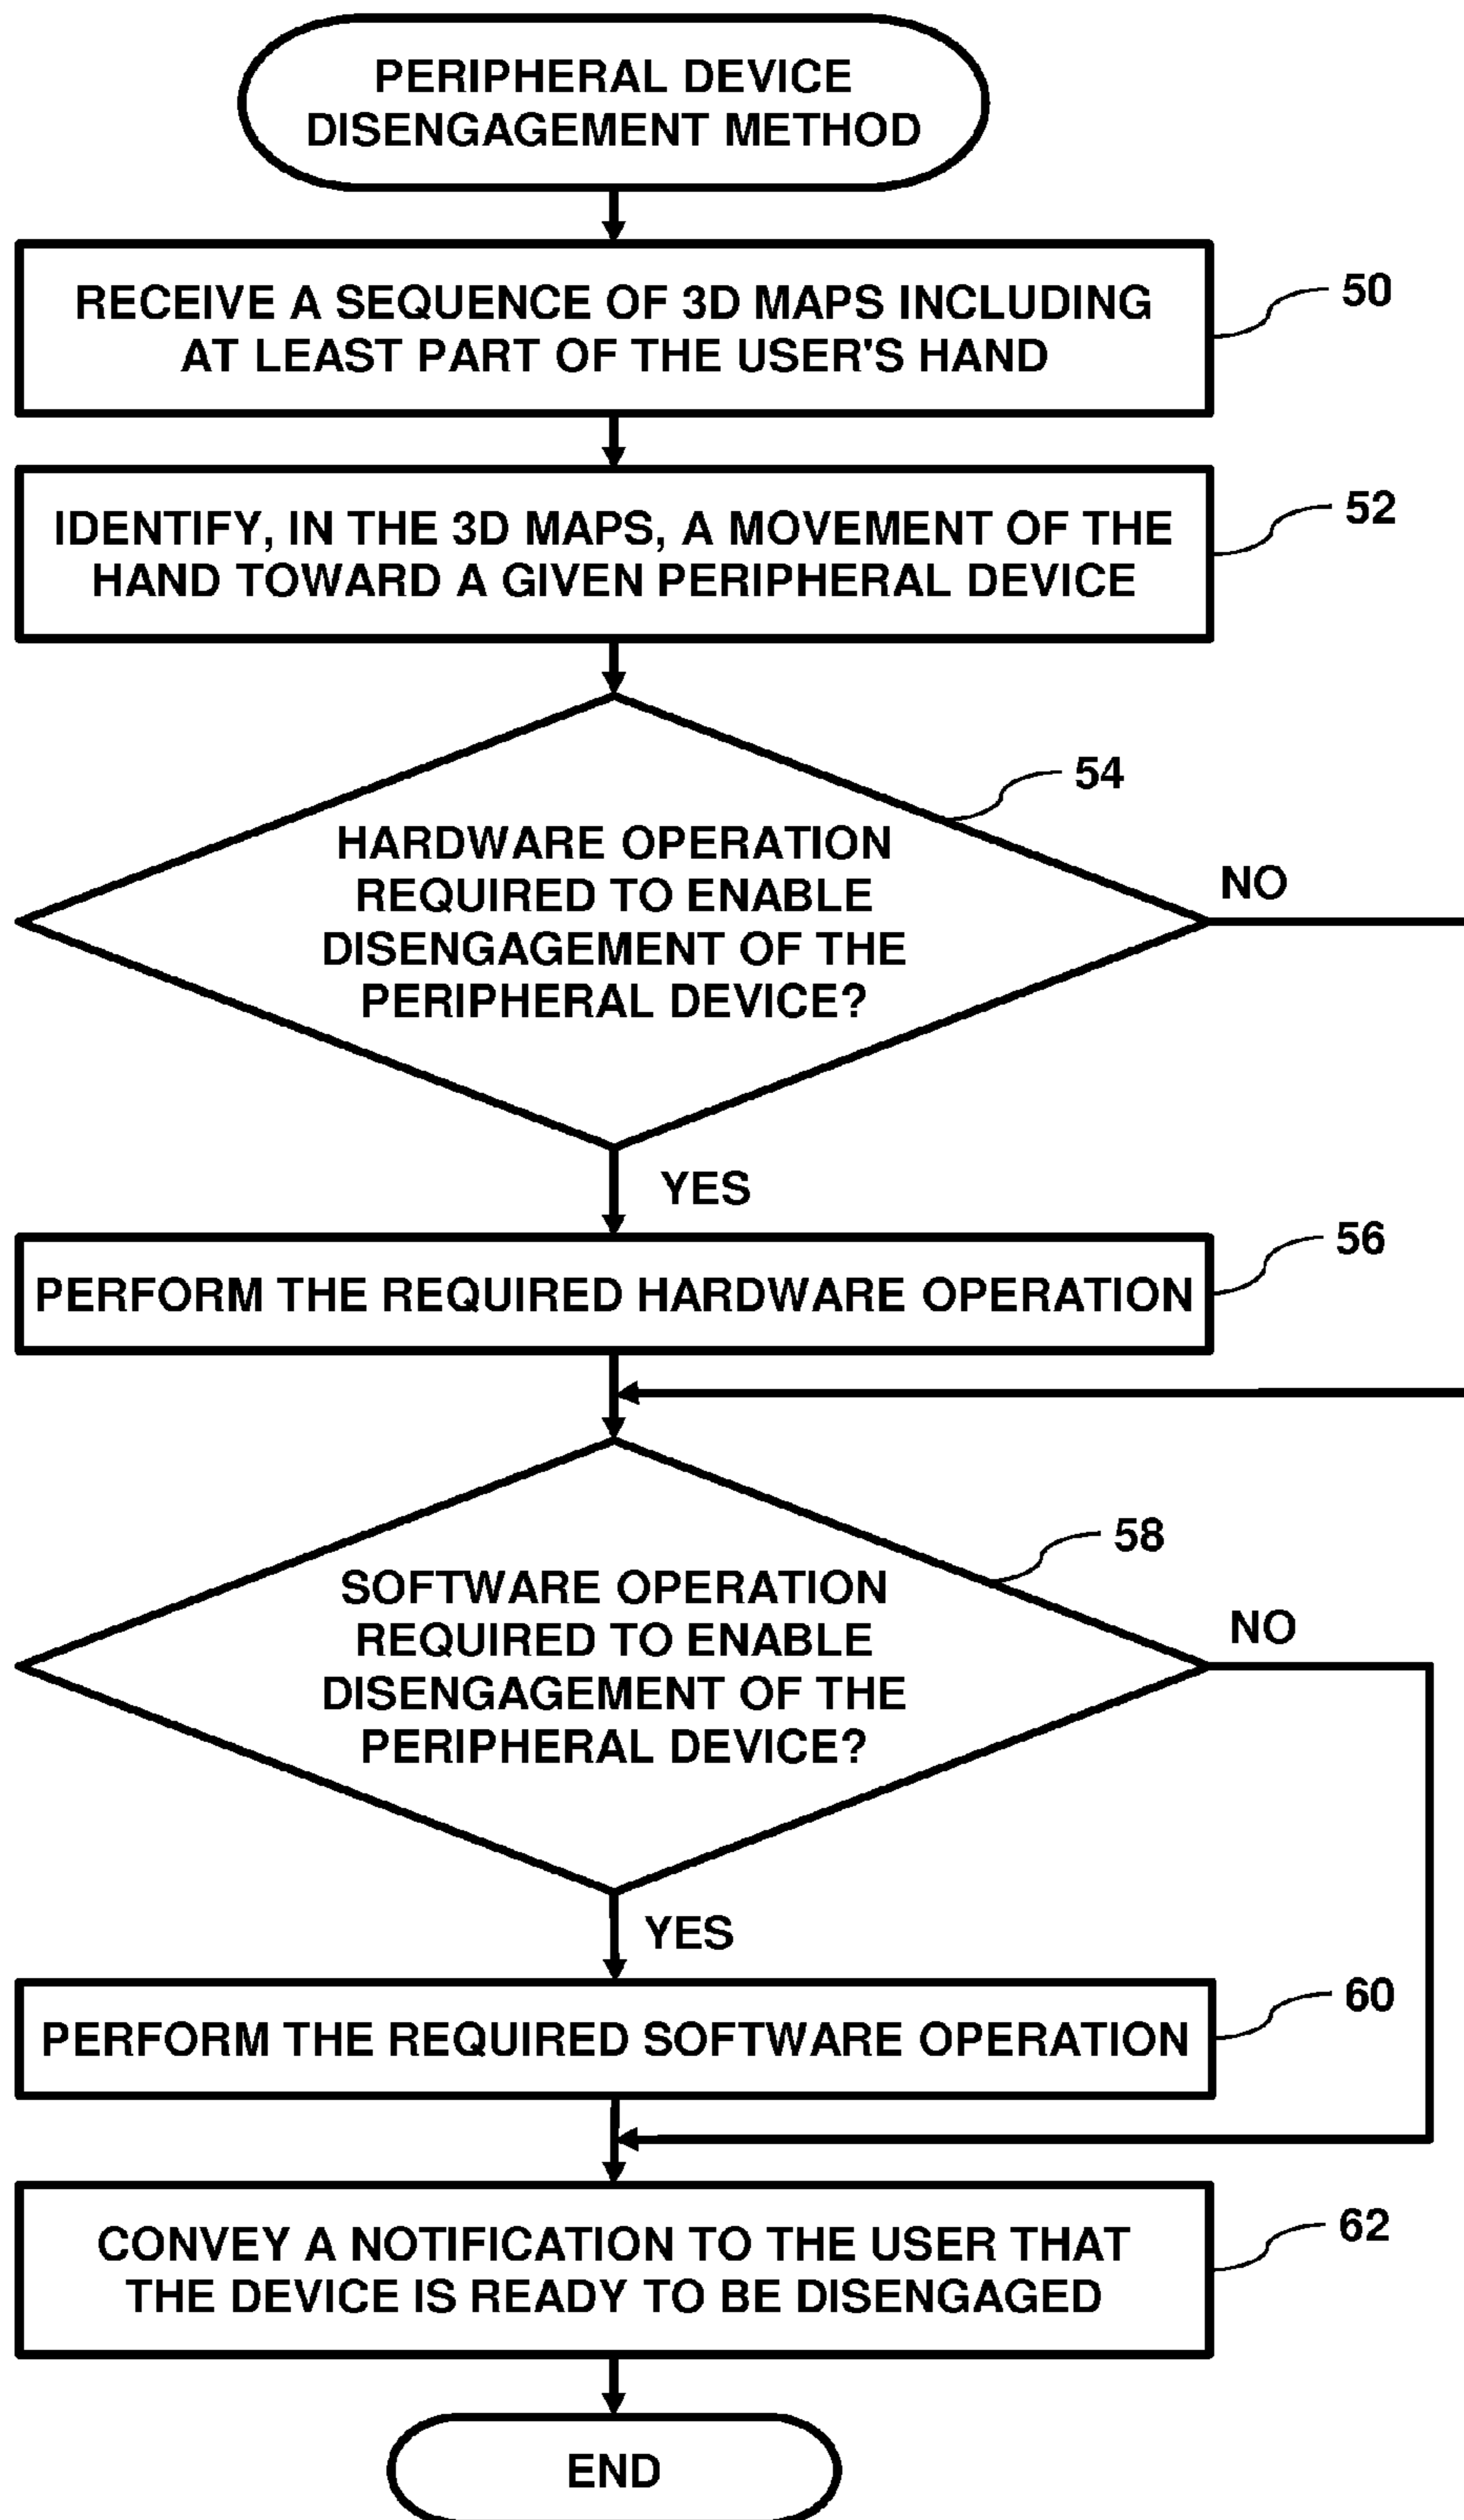 PERIPHERAL DEVICE
DISENGAGEMENT METHOD
RECEIVE A SEQUENCE OF 3D MAPS INCLUDING
AT LEAST PART OF THE USER'S HAND
50
IDENTIFY, IN THE 3D MAPS, A MOVEMENT OF THE
HAND TOWARD A GIVEN PERIPHERAL DEVICE
52
54
HARDWARE OPERATION
REQUIRED TO ENABLE
DISENGAGEMENT OF THE
PERIPHERAL DEVICE?
NO
YES
56
PERFORM THE REQUIRED HARDWARE OPERATION
58
SOFTWARE OPERATION
REQUIRED TO ENABLE
DISENGAGEMENT OF THE
PERIPHERAL DEVICE?
NO
YES
60
PERFORM THE REQUIRED SOFTWARE OPERATION
CONVEY A NOTIFICATION TO THE USER THAT
THE DEVICE IS READY TO BE DISENGAGED
62
END